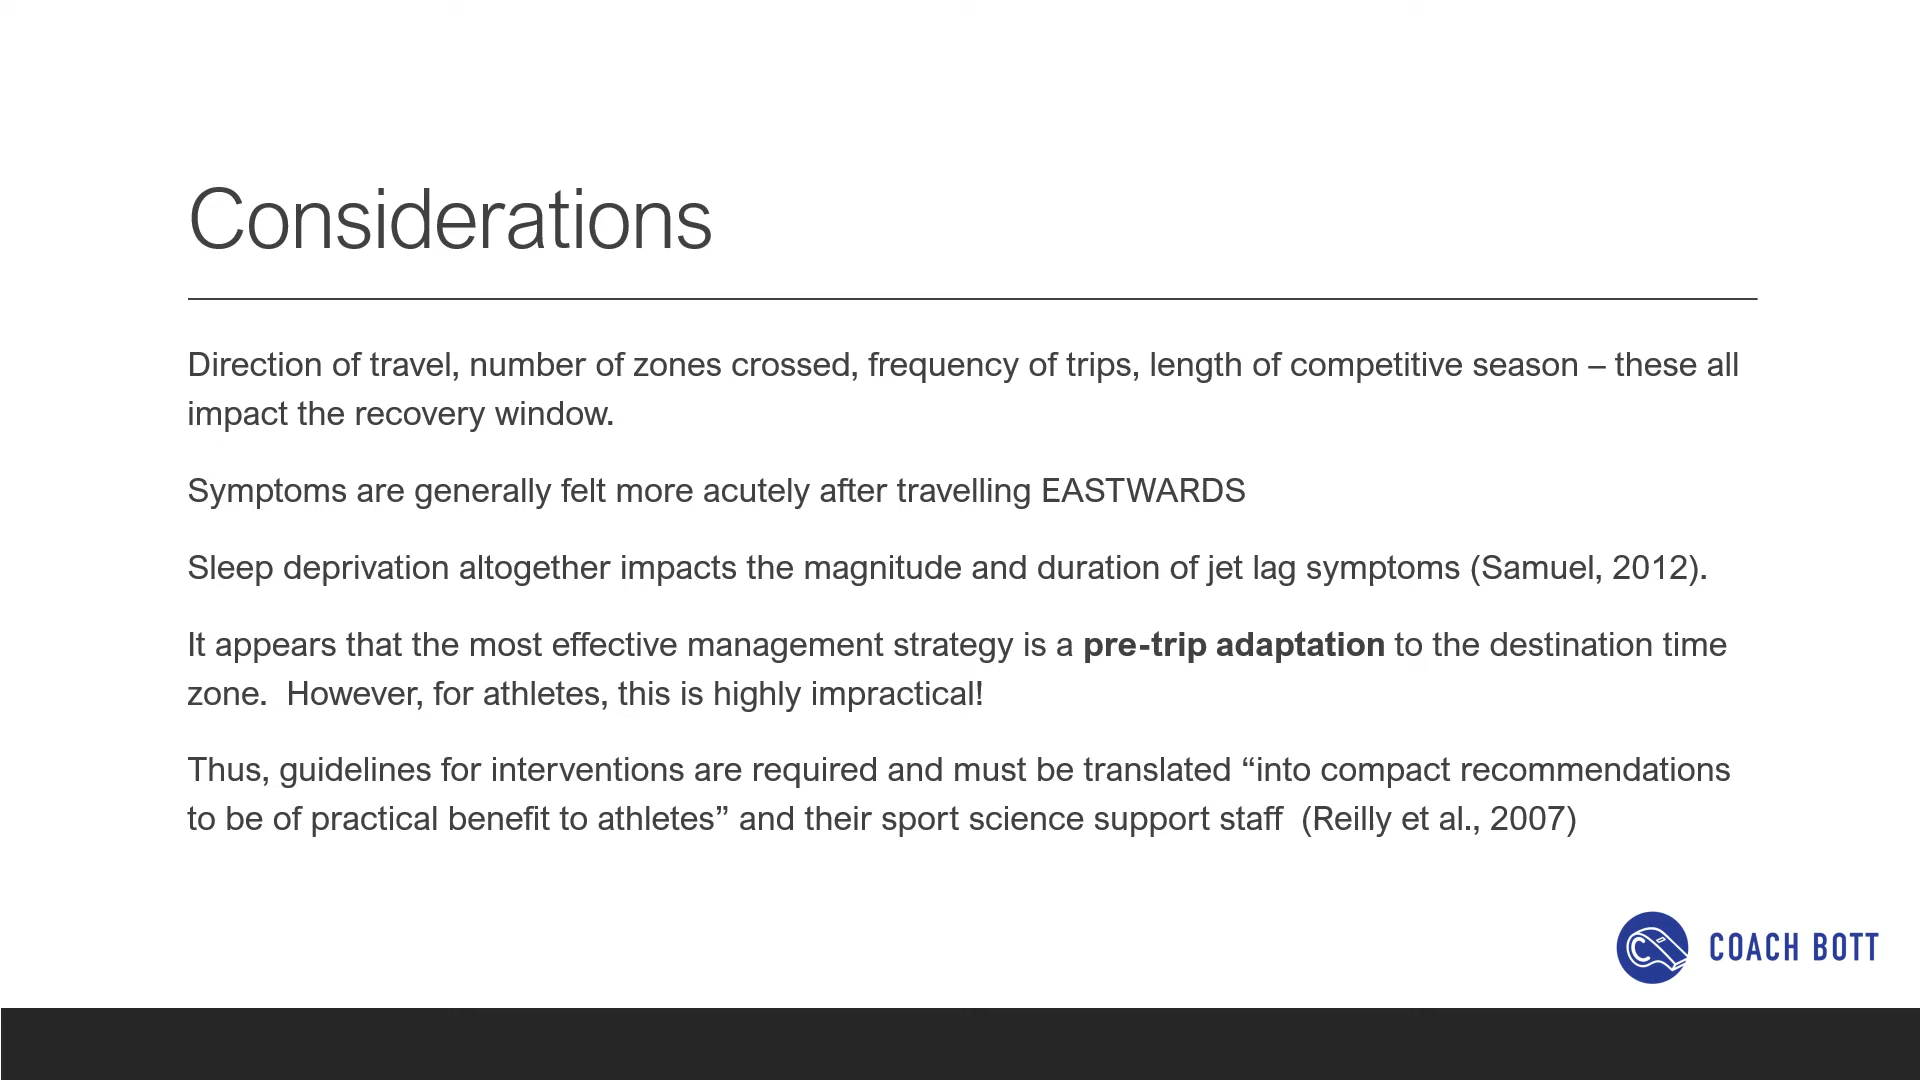 Considerations
Direction of travel, number of zones crossed, frequency of trips, length of competitive season – these all
impact the recovery window.
Symptoms are generally felt more acutely after travelling EASTWARDS
Sleep deprivation altogether impacts the magnitude and duration of jet lag symptoms (Samuel, 2012).
It appears that the most effective management strategy is a pre-trip adaptation to the destination time
zone.  However, for athletes, this is highly impractical!
Thus, guidelines for interventions are required and must be translated “into compact recommendations
to be of practical benefit to athletes” and their sport science support staff  (Reilly et al., 2007)
COACH BOTT